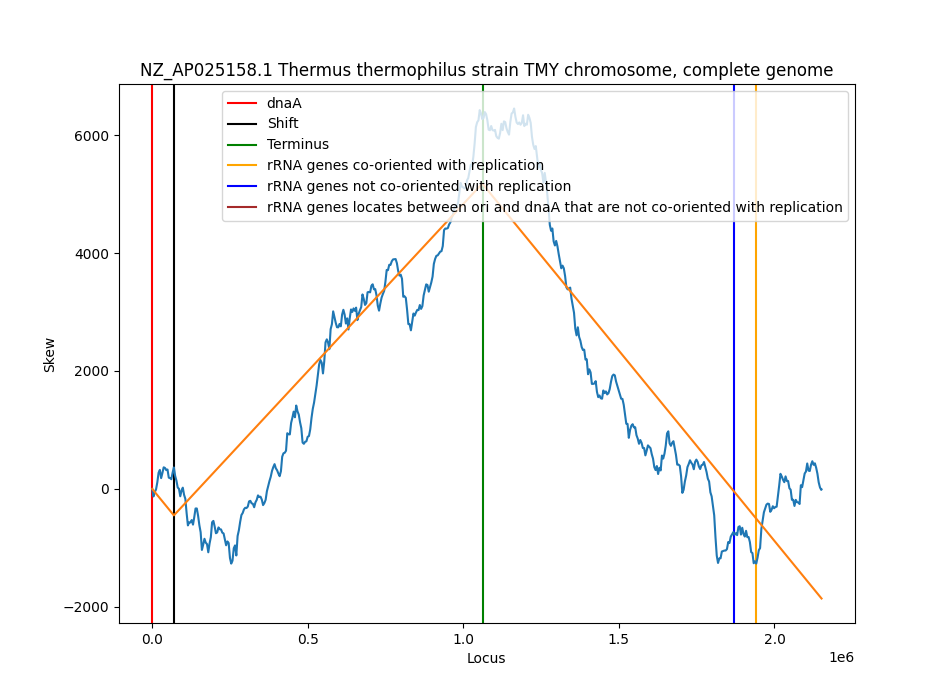 NZ_AP025158.1 Thermus thermophilus strain TMY chromosome, complete genome
dnaA
Shift
Terminus
rRNA genes co-oriented with replication
rRNA genes not co-oriented with replication
rRNA genes locates between ori and dnaA that are not co-oriented with replication
6000
4000
2000
0
−2000
Skew
0.0 0.5 1.0 1.5 2.0
1e6
Locus